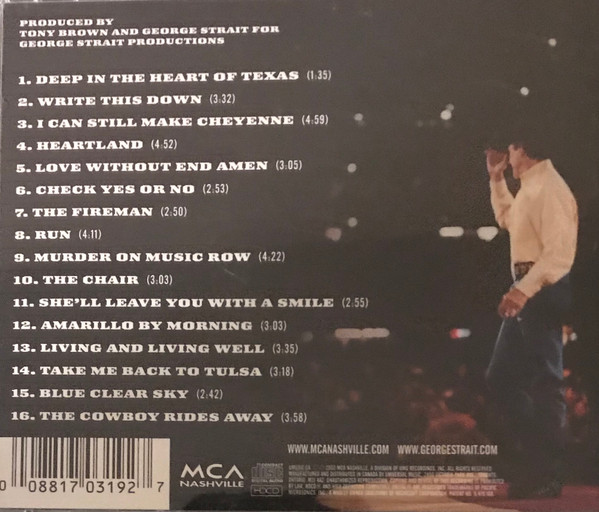 PRODUCED BY
TONY BROWN AND GEORGE STRAIT FOR
GEORGE STRAIT PRODUCTIONS
1. DEEP IN THE HEART OF TEXAS (1:35)
2. WRITE THIS DOWN (3:32)
3. I CAN STILL MAKE CHEYENNE (4:59)
4. HEARTLAND (4:52)
5. LOVE WITHOUT END AMEN (3:05)
6. CHECK YES OR NO (2:53)
7. THE FIREMAN (2:50)
8. RUN (4:11)
9. MURDER ON MUSIC ROW (4:22)
10. THE CHAIR (3:03)
11. SHE'LL LEAVE YOU WITH A SMILE (2:55)
12. AMARILLO BY MORNING (3:03)
13. LIVING AND LIVING WELL (3:35)
14. TAKE ME BACK TO TULSA (3:18)
15. BLUE CLEAR SKY (2:42)
16. THE COWBOY RIDES AWAY (3:58)
WWW.MCANASHVILLE.COM WWW.GEORGESTRAIT.COM
MCA
NASHVILLE
disc
HDCD
0 08817 03192 7